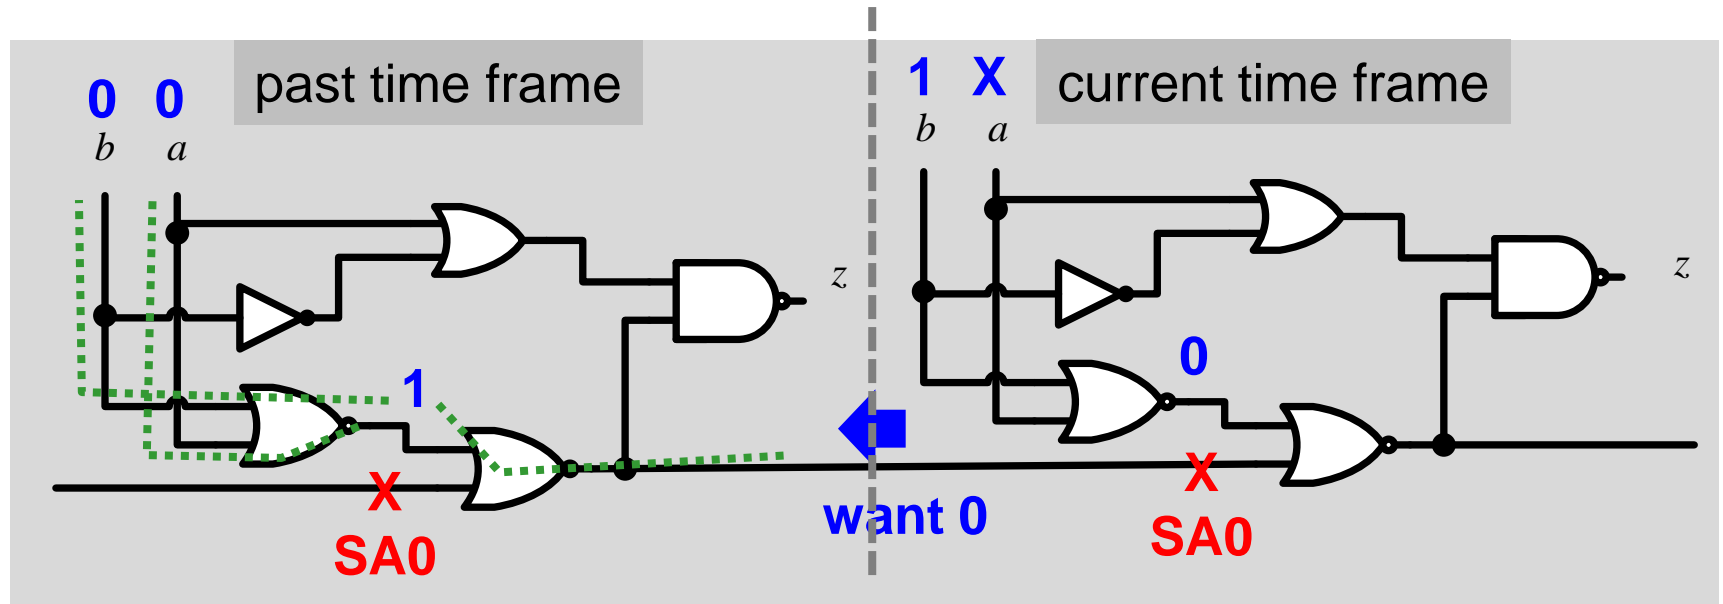 past time frame
0 0
b a
z
1
X
SA0
want 0
current time frame
1 X
b a
z
0
X
SA0